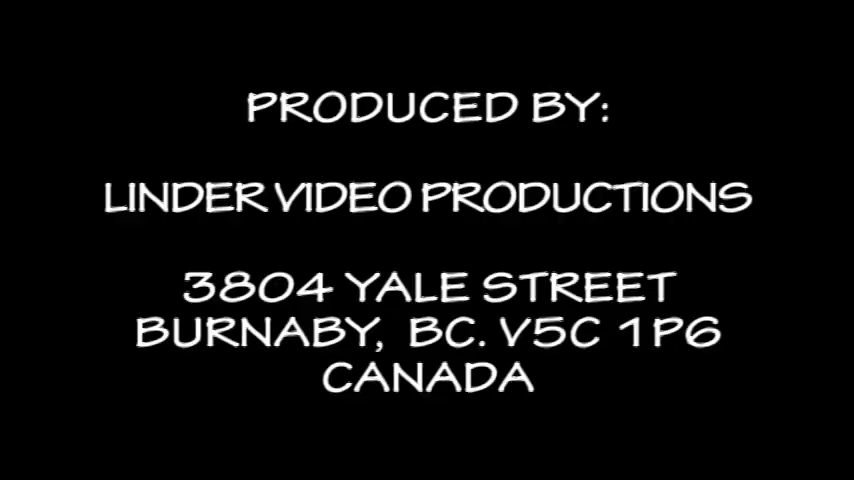 PRODUCED BY:
LINDER VIDEO PRODUCTIONS
3804 YALE STREET
BURNABY, BC. V5C 1P6
CANADA